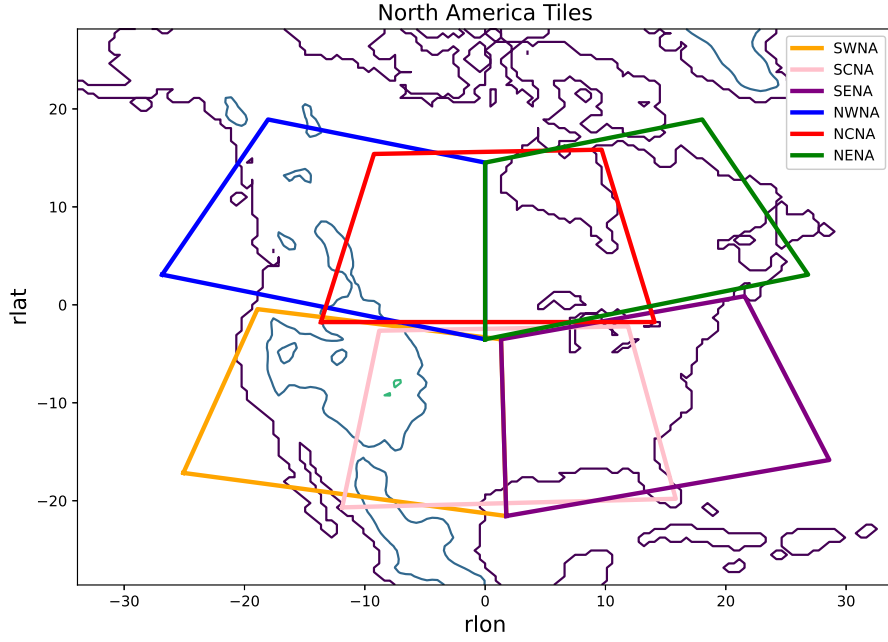 North America Tiles
SWNA
SCNA
SENA
NWNA
NCNA
NENA
rlat
20
10
0
−10
−20
−30
−20
−10
0
10
20
30
rlon